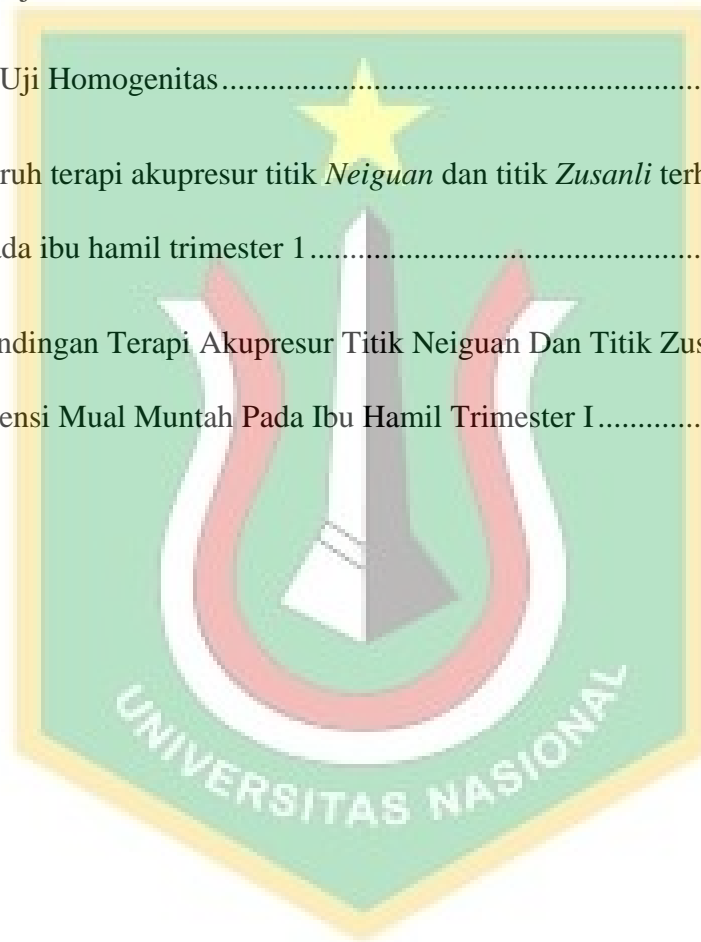 Uji Homogenitas................................................................
ruh terapi akupresur titik Neiguan dan titik Zusanli terh
da ibu hamil trimester 1................................................
ndingan Terapi Akupresur Titik Neiguan Dan Titik Zus
ensi Mual Muntah Pada Ibu Hamil Trimester I.............
UNIVERSITAS NASIONAL